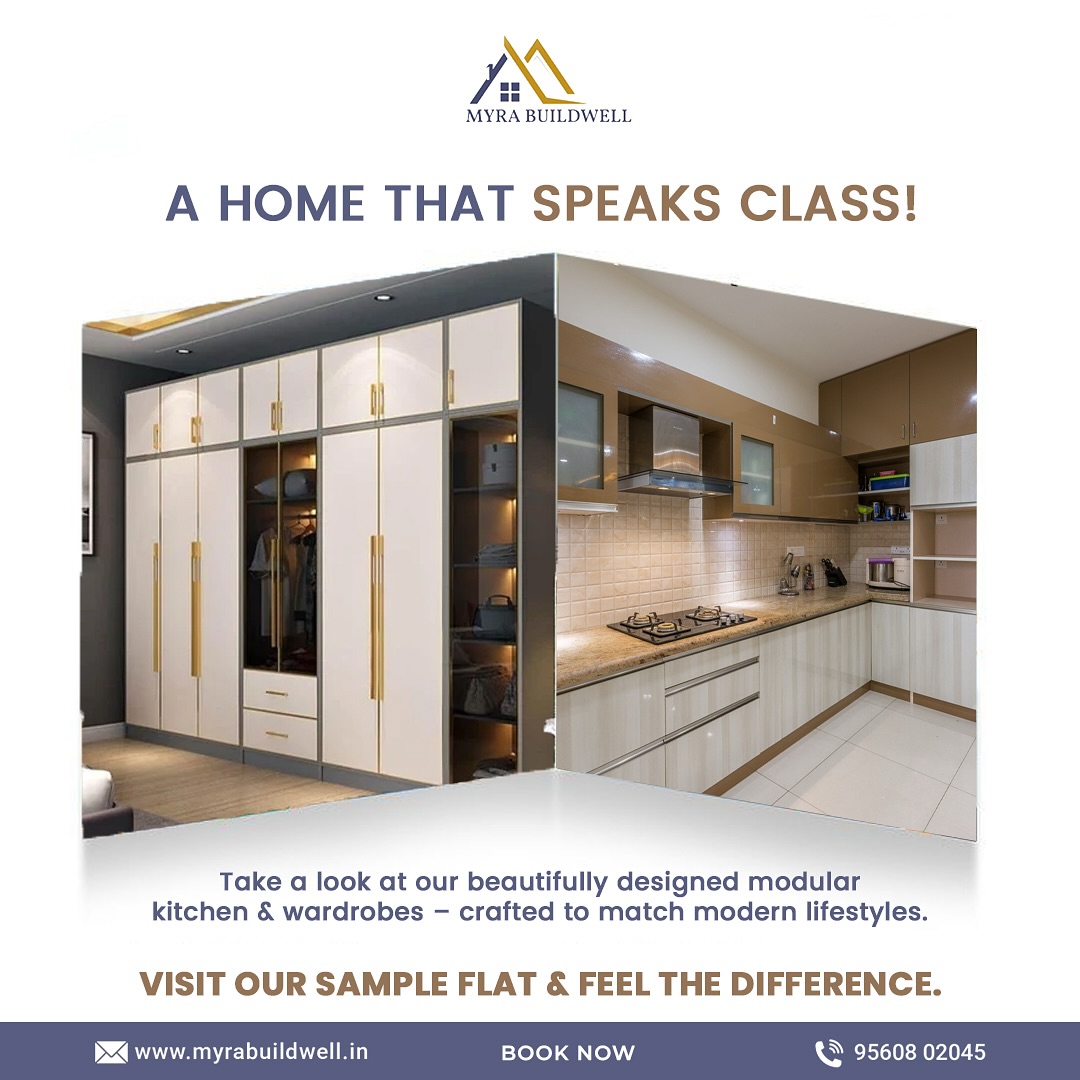 MYRA BUILDWELL
A HOME THAT SPEAKS CLASS!
Take a look at our beautifully designed modular
kitchen & wardrobes – crafted to match modern lifestyles.
VISIT OUR SAMPLE FLAT & FEEL THE DIFFERENCE.
www.myrabuildwell.in BOOK NOW 95608 02045